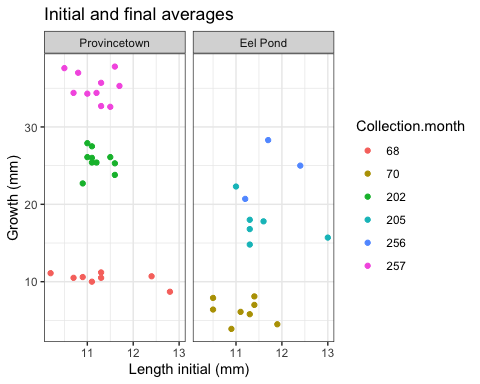 Initial and final averages
Provincetown
Eel Pond
30
20
10
Growth (mm)
11 12 13
11 12 13
Length initial (mm)
Collection.month
68
70
202
205
256
257